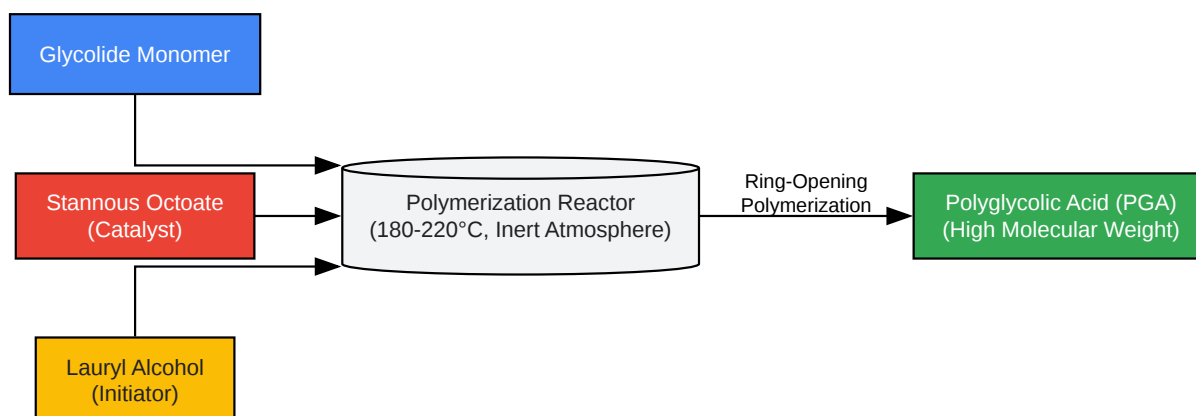 Glycolide Monomer
Stannous Octoate
(Catalyst)
Lauryl Alcohol
(Initiator)
Polymerization Reactor
(180-220°C, Inert Atmosphere)
Ring-Opening
Polymerization
Polyglycolic Acid (PGA)
(High Molecular Weight)